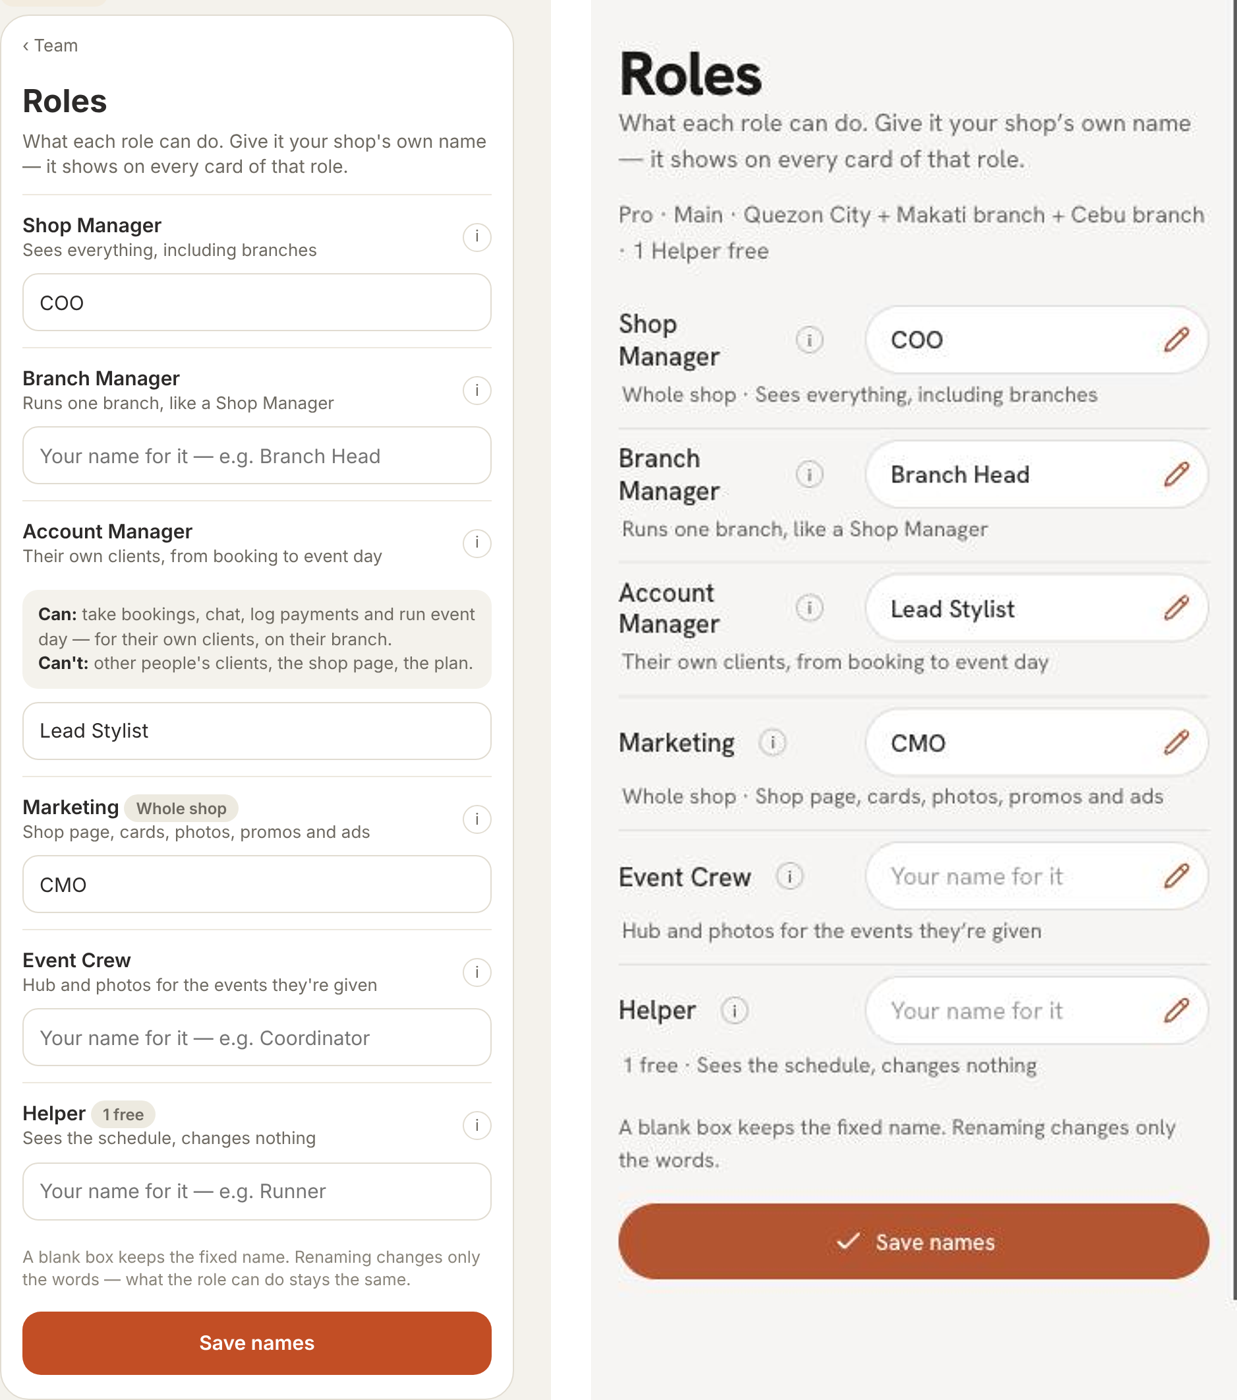 ‹ Team
Roles
What each role can do. Give it your shop's own name
— it shows on every card of that role.
Shop Manager
Sees everything, including branches
i
COO
Branch Manager
Runs one branch, like a Shop Manager
i
Your name for it — e.g. Branch Head
Account Manager
Their own clients, from booking to event day
i
Can: take bookings, chat, log payments and run event
day — for their own clients, on their branch.
Can't: other people's clients, the shop page, the plan.
Lead Stylist
Marketing Whole shop
Shop page, cards, photos, promos and ads
i
CMO
Event Crew
Hub and photos for the events they're given
i
Your name for it — e.g. Coordinator
Helper 1 free
Sees the schedule, changes nothing
i
Your name for it — e.g. Runner
A blank box keeps the fixed name. Renaming changes only
the words — what the role can do stays the same.
Save names
Roles
What each role can do. Give it your shop’s own name
— it shows on every card of that role.
Pro · Main · Quezon City + Makati branch + Cebu branch
· 1 Helper free
Shop
Manager
i
COO
Whole shop · Sees everything, including branches
Branch
Manager
i
Branch Head
Runs one branch, like a Shop Manager
Account
Manager
i
Lead Stylist
Their own clients, from booking to event day
Marketing
i
CMO
Whole shop · Shop page, cards, photos, promos and ads
Event Crew
i
Your name for it
Hub and photos for the events they’re given
Helper
i
Your name for it
1 free · Sees the schedule, changes nothing
A blank box keeps the fixed name. Renaming changes only
the words.
Save names